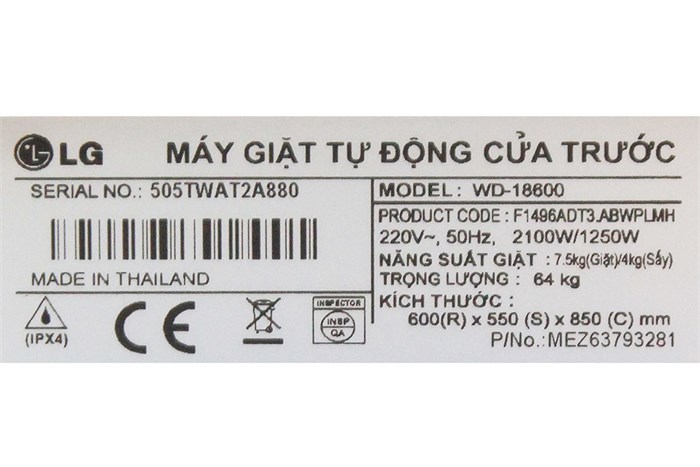 LG MÁY GIẶT TỰ ĐỘNG CỬA TRƯỚC
SERIAL NO.: 505TWAT2A880
MADE IN THAILAND
(IPX4)
INSPECTOR
INSP
QA
MODEL: WD-18600
PRODUCT CODE : F1496ADT3.ABWPLMH
220V~, 50Hz, 2100W/1250W
NĂNG SUẤT GIẶT : 7.5kg(Giặt)/4kg(Sấy)
TRỌNG LƯỢNG : 64 kg
KÍCH THƯỚC :
600(R) x 550 (S) x 850 (C) mm
P/No.:MEZ63793281